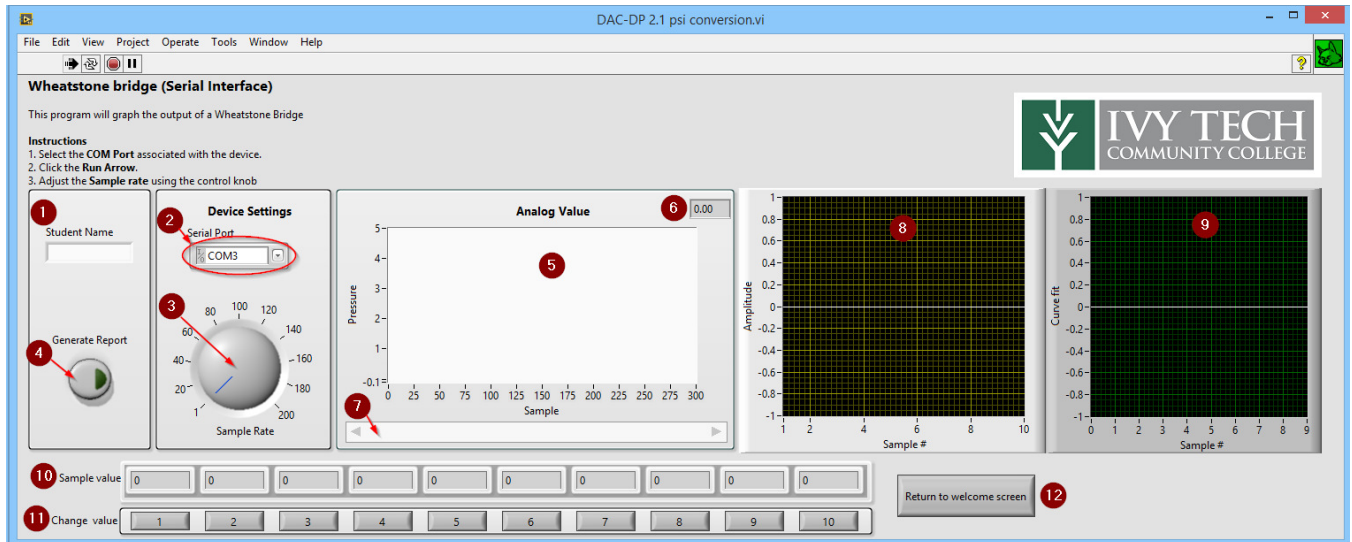 DAC-DP 2.1 psi conversion.vi
File Edit View Project Operate Tools Window Help
Wheatstone bridge (Serial Interface)
This program will graph the output of a Wheatstone Bridge
Instructions
1. Select the COM Port associated with the device.
2. Click the Run Arrow.
3. Adjust the Sample rate using the control knob
IVY TECH
COMMUNITY COLLEGE
1
Student Name
4
Generate Report
Device Settings
2
Serial Port
COM3
3
1 20 40 60 80 100 120 140 160 180 200
Sample Rate
Analog Value
6
0.00
5
Pressure
5
4
3
2
1
-0.1
0 25 50 75 100 125 150 175 200 225 250 275 300
Sample
7
8
Amplitude
1
0.8
0.6
0.4
0.2
0
-0.2
-0.4
-0.6
-0.8
-1
1 2 4 6 8 10
Sample #
9
Curve fit
1
0.8
0.6
0.4
0.2
0
-0.2
-0.4
-0.6
-0.8
-1
0 1 2 3 4 5 6 7 8 9
Sample #
10 Sample value 0 0 0 0 0 0 0 0 0 0
11 Change value 1 2 3 4 5 6 7 8 9 10
Return to welcome screen 12